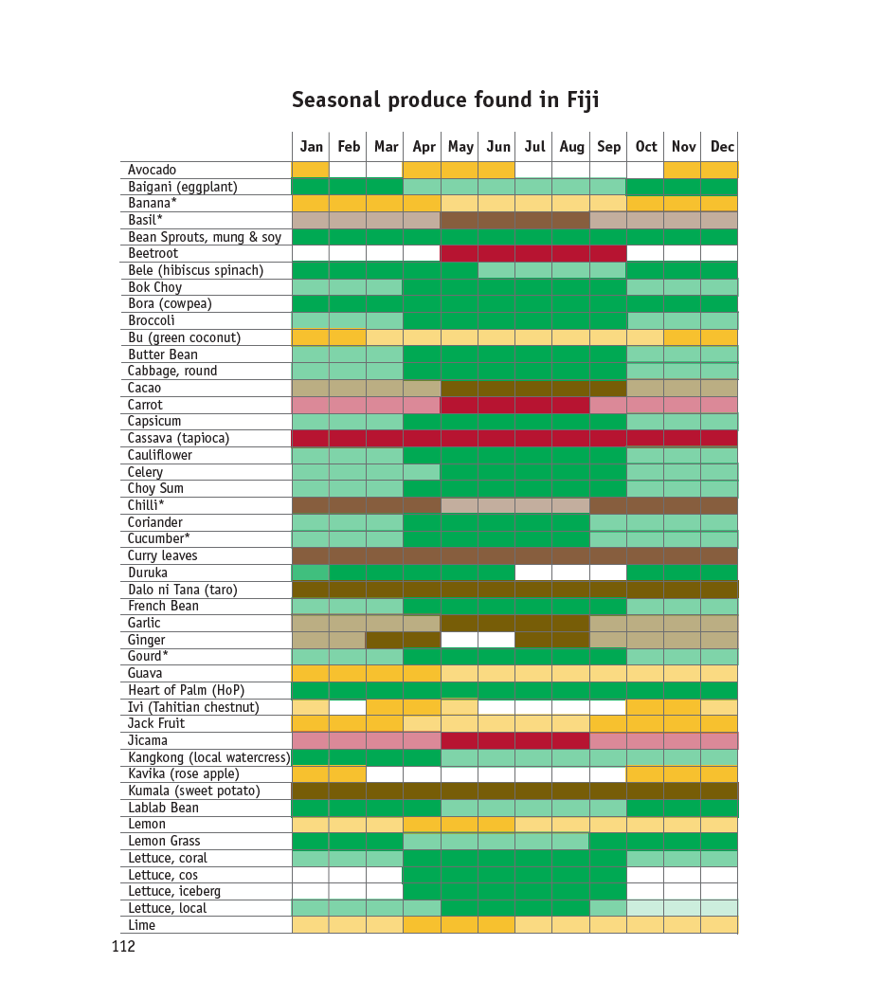 Seasonal produce found in Fiji
Jan Feb Mar Apr May Jun Jul Aug Sep Oct Nov Dec
Avocado
Baigani (eggplant)
Banana*
Basil*
Bean Sprouts, mung & soy
Beetroot
Bele (hibiscus spinach)
Bok Choy
Bora (cowpea)
Broccoli
Bu (green coconut)
Butter Bean
Cabbage, round
Cacao
Carrot
Capsicum
Cassava (tapioca)
Cauliflower
Celery
Choy Sum
Chilli*
Coriander
Cucumber*
Curry leaves
Duruka
Dalo ni Tana (taro)
French Bean
Garlic
Ginger
Gourd*
Guava
Heart of Palm (HoP)
Ivi (Tahitian chestnut)
Jack Fruit
Jicama
Kangkong (local watercress)
Kavika (rose apple)
Kumala (sweet potato)
Lablab Bean
Lemon
Lemon Grass
Lettuce, coral
Lettuce, cos
Lettuce, iceberg
Lettuce, local
Lime
112